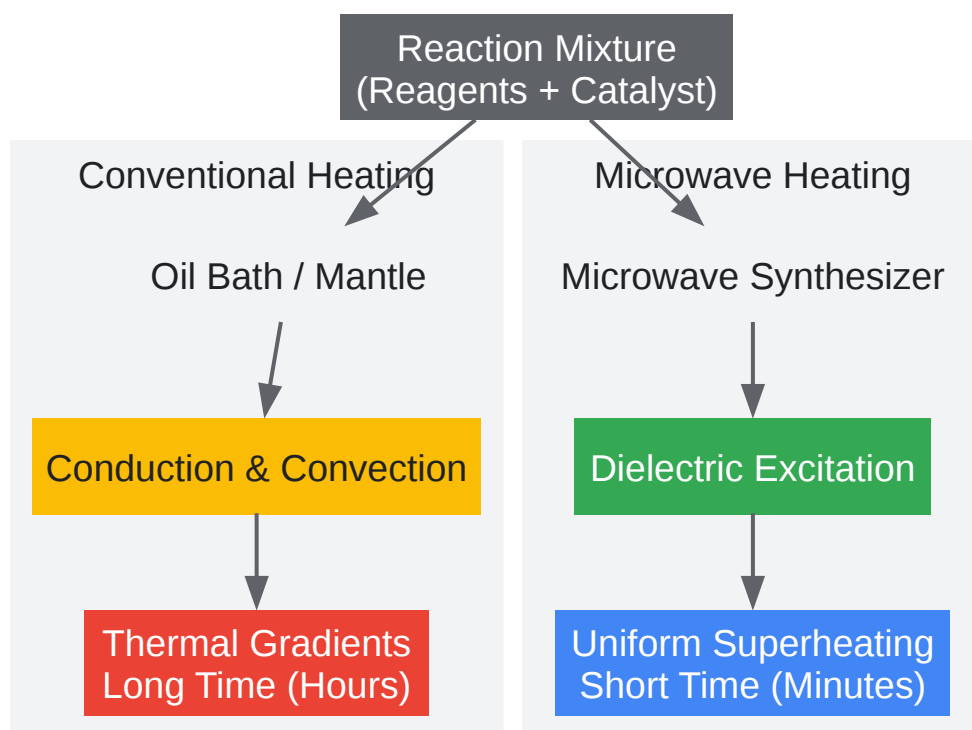 Reaction Mixture
(Reagents + Catalyst)
Conventional Heating
Oil Bath / Mantle
Conduction & Convection
Thermal Gradients
Long Time (Hours)
Microwave Heating
Microwave Synthesizer
Dielectric Excitation
Uniform Superheating
Short Time (Minutes)